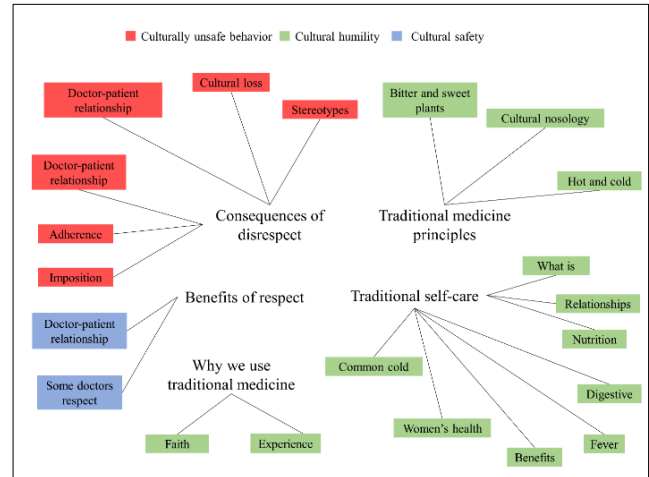 Culturally unsafe behavior
Cultural humility
Cultural safety
Doctor-patient
relationship
Cultural loss
Stereotypes
Bitter and sweet
plants
Cultural nosology
Hot and cold
Doctor-patient
relationship
Adherence
Imposition
Consequences of
disrespect
Traditional medicine
principles
What is
Relationships
Nutrition
Benefits of respect
Traditional self-care
Doctor-patient
relationship
Some doctors
respect
Why we use
traditional medicine
Faith
Experience
Common cold
Women's health
Benefits
Fever
Digestive